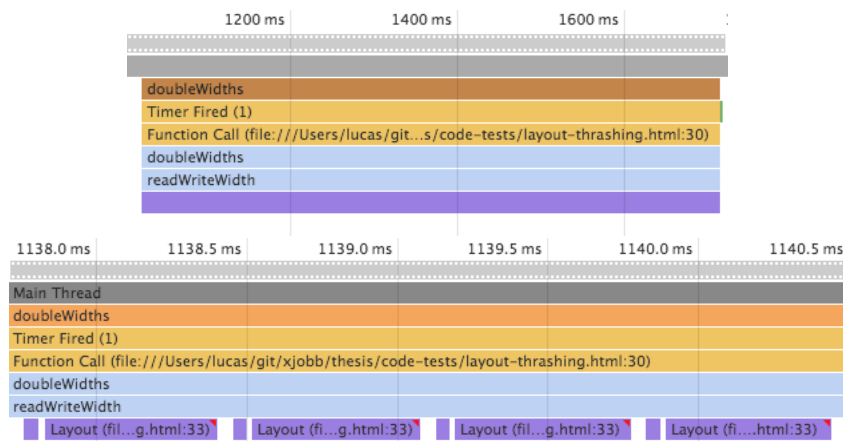 1200 ms 1400 ms 1600 ms
doubleWidths
Timer Fired (1)
Function Call (file:///Users/lucas/git...s/code-tests/layout-thrashing.html:30)
doubleWidths
readWriteWidth
1138.0 ms 1138.5 ms 1139.0 ms 1139.5 ms 1140.0 ms 1140.5 ms
Main Thread
doubleWidths
Timer Fired (1)
Function Call (file:///Users/lucas/git/xjobb/thesis/code-tests/layout-thrashing.html:30)
doubleWidths
readWriteWidth
Layout (fil...g.html:33) Layout (fi...g.html:33) Layout (fil...g.html:33) Layout (fi....html:33)